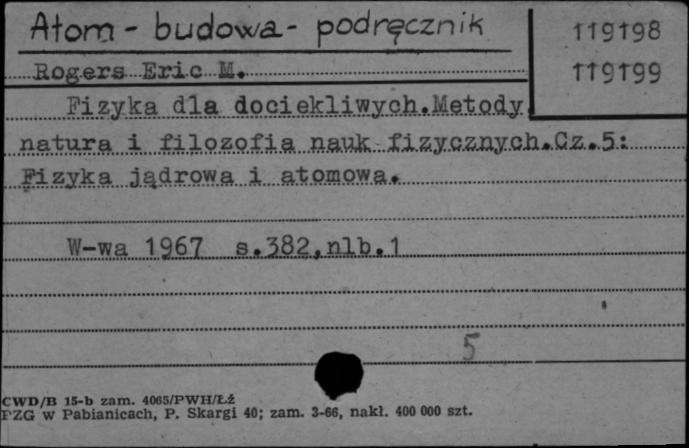 Atom - budowa - podręcznik
119198
Rogers Eric M.
119199
Fizyka dla dociekliwych.Metody
natura i filozofia nauk fizycznych.Cz.5:
Fizyka jądrowa i atomowa.
W-wa 1967 s.382,nlb.1
5
CWD/B 15-b zam. 4065/PWH/Łź
PZG w Pabianicach, P. Skargi 40; zam. 3-66, nakł. 400 000 szt.